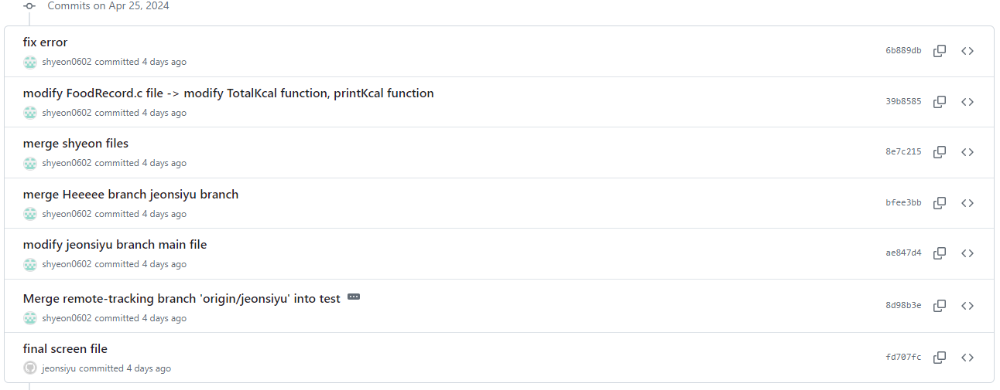 Commits on Apr 25, 2024
fix error
shyeon0602 committed 4 days ago
6b889db
modify FoodRecord.c file -> modify TotalKcal function, printKcal function
shyeon0602 committed 4 days ago
39b8585
merge shyeon files
shyeon0602 committed 4 days ago
8e7c215
merge Heeeee branch jeonsiyu branch
shyeon0602 committed 4 days ago
bfee3bb
modify jeonsiyu branch main file
shyeon0602 committed 4 days ago
ae847d4
Merge remote-tracking branch 'origin/jeonsiyu' into test
shyeon0602 committed 4 days ago
8d98b3e
final screen file
jeonsiyu committed 4 days ago
fd707fc